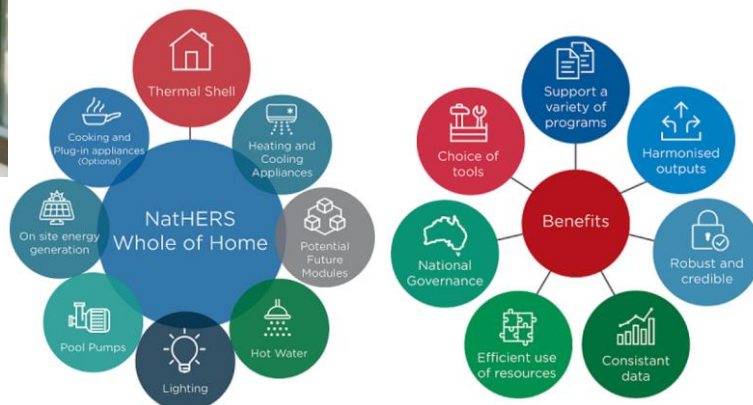 Thermal Shell
Cooking and
Plug-in appliances
(Optional)
Heating and
Cooling
Appliances
NatHERS
Whole of Home
On site energy
generation
Potential
Future
Modules
Pool Pumps
Hot Water
Lighting
Support a
variety of
programs
Choice of
tools
Harmonised
outputs
Benefits
National
Governance
Robust and
credible
Efficient use
of resources
Consistant
data